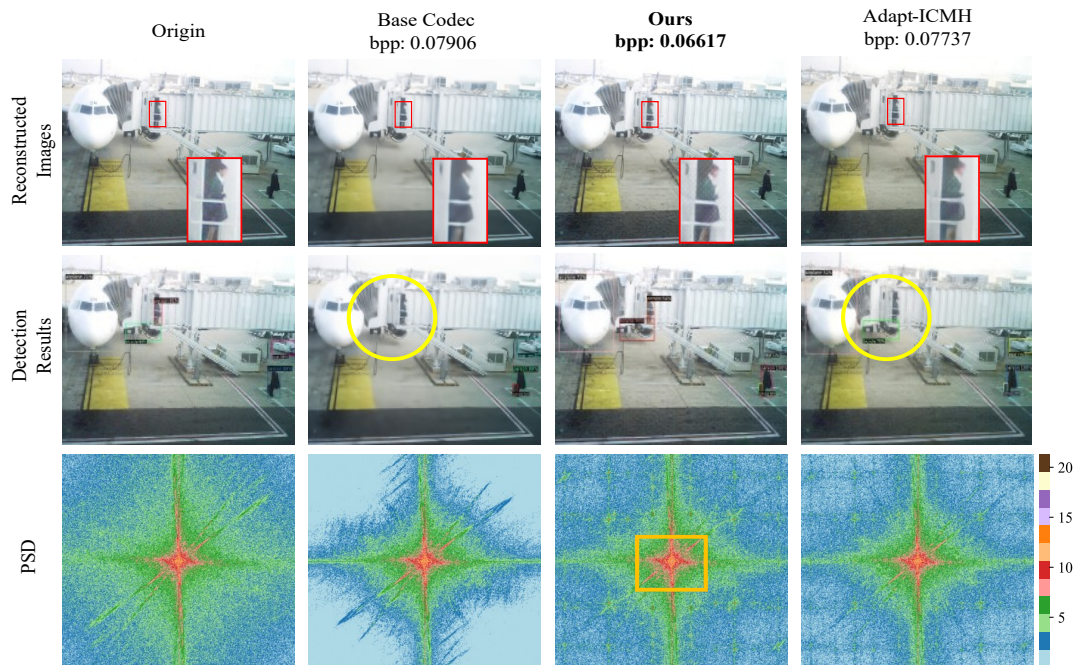 Origin
Base Codec
bpp: 0.07906
Ours
bpp: 0.06617
Adapt-ICMH
bpp: 0.07737
Reconstructed
Images
Detection
Results
PSD
20
15
10
5